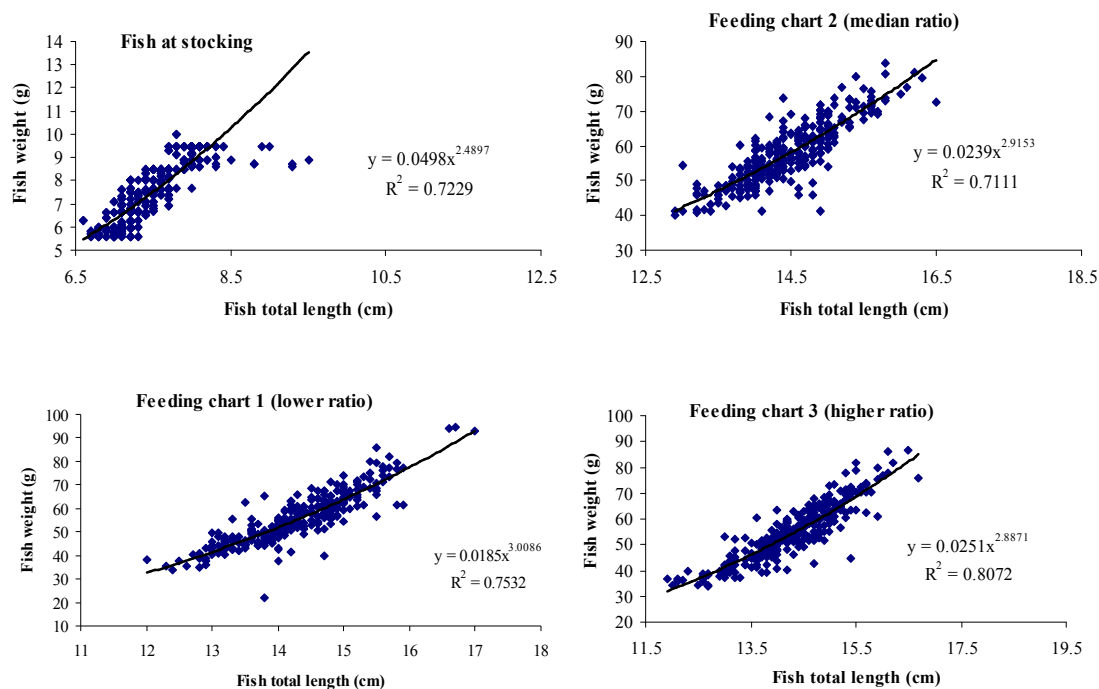 Fish at stocking
14
13
12
11
10
9
8
7
6
5
Fish weight (g)
y = 0.0498x^2.4897
R^2 = 0.7229
6.5 8.5 10.5 12.5
Fish total length (cm)
Feeding chart 2 (median ratio)
90
80
70
60
50
40
30
Fish weight (g)
y = 0.0239x^2.9153
R^2 = 0.7111
12.5 14.5 16.5 18.5
Fish total length (cm)
Feeding chart 1 (lower ratio)
100
90
80
70
60
50
40
30
20
10
Fish weight (g)
y = 0.0185x^3.0086
R^2 = 0.7532
11 12 13 14 15 16 17 18
Fish total length (cm)
Feeding chart 3 (higher ratio)
100
90
80
70
60
50
40
30
20
Fish weight (g)
y = 0.0251x^2.8871
R^2 = 0.8072
11.5 13.5 15.5 17.5 19.5
Fish total length (cm)